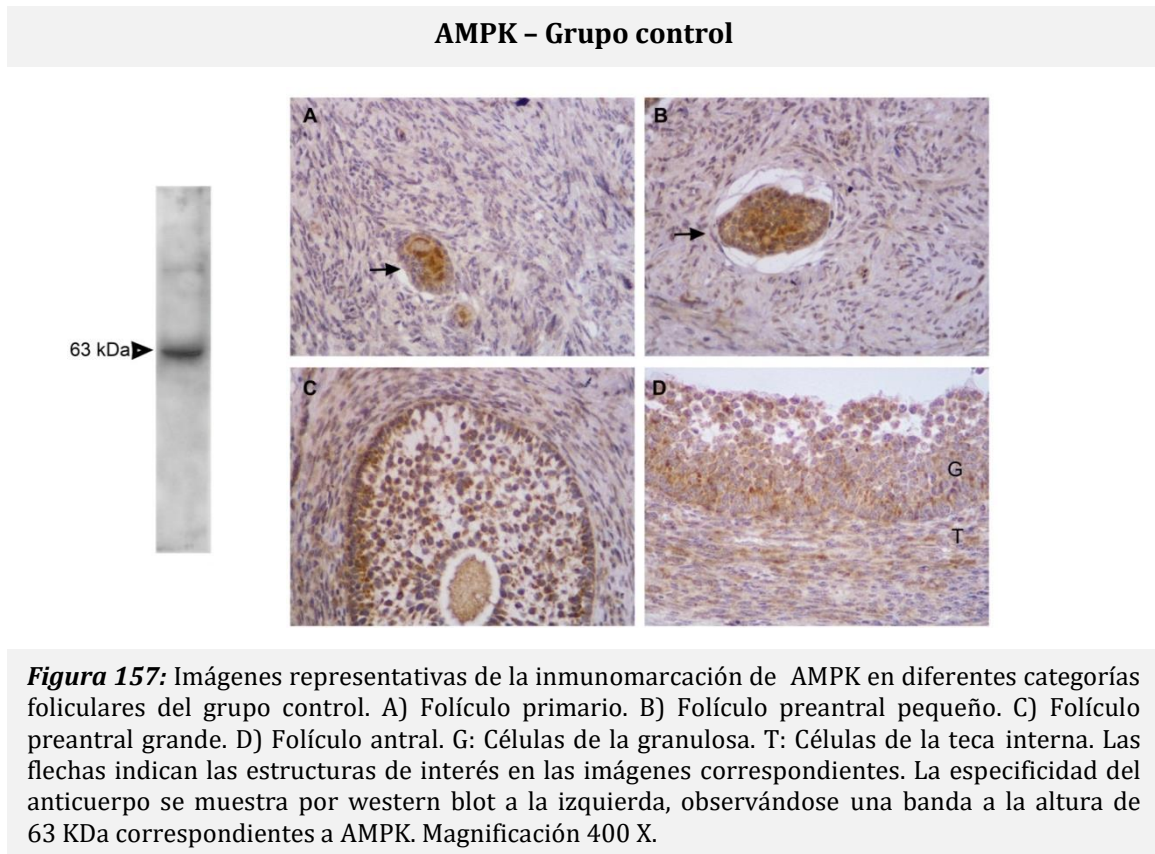 AMPK – Grupo control
A
B
63 kDa
C
D
G
T
Figura 157: Imágenes representativas de la inmunomarcación de AMPK en diferentes categorías
foliculares del grupo control. A) Folículo primario. B) Folículo preantral pequeño. C) Folículo
preantral grande. D) Folículo antral. G: Células de la granulosa. T: Células de la teca interna. Las
flechas indican las estructuras de interés en las imágenes correspondientes. La especificidad del
anticuerpo se muestra por western blot a la izquierda, observándose una banda a la altura de
63 KDa correspondientes a AMPK. Magnificación 400 X.